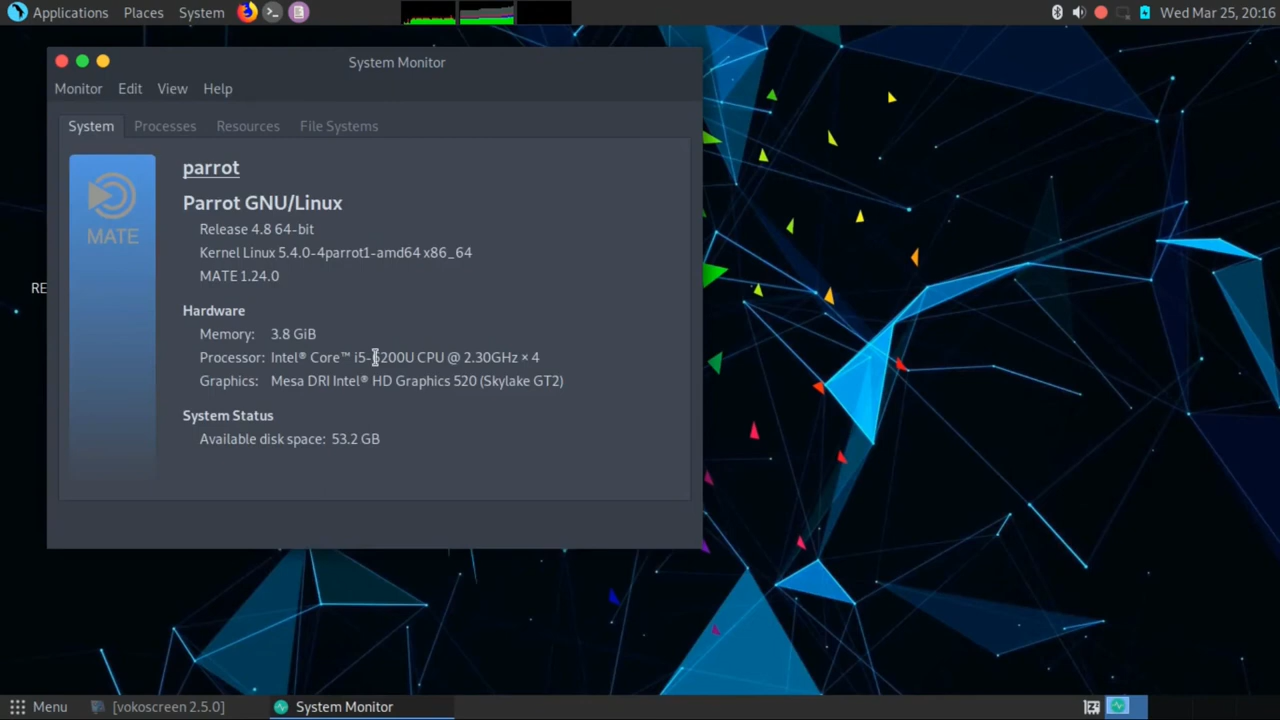 Applications Places System Wed Mar 25, 20:16
System Monitor
Monitor Edit View Help
System Processes Resources File Systems
MATE
parrot
Parrot GNU/Linux
Release 4.8 64-bit
Kernel Linux 5.4.0-4parrot1-amd64 x86_64
MATE 1.24.0
RE
Hardware
Memory: 3.8 GiB
Processor: Intel® Core™ i5-200U CPU @ 2.30GHz × 4
Graphics: Mesa DRI Intel® HD Graphics 520 (Skylake GT2)
System Status
Available disk space: 53.2 GB
Menu [vokoscreen 2.5.0] System Monitor